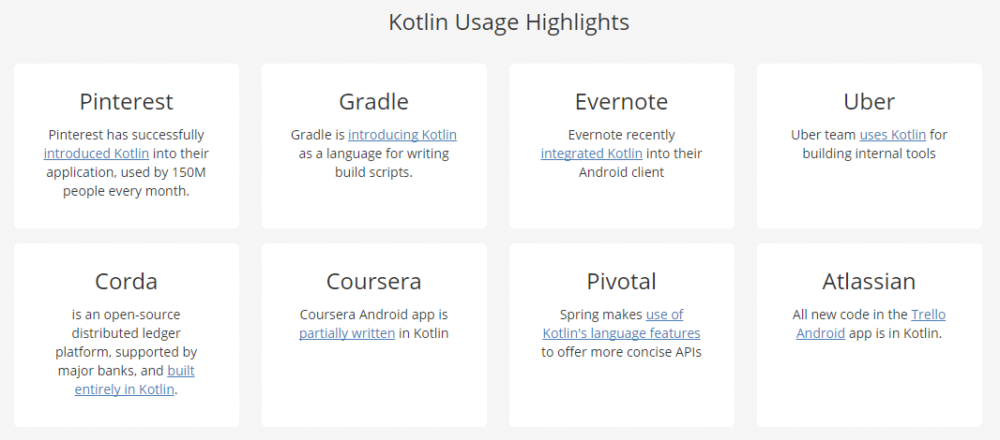 Kotlin Usage Highlights
Pinterest
Pinterest has successfully
introduced Kotlin into their
application, used by 150M
people every month.
Gradle
Gradle is introducing Kotlin
as a language for writing
build scripts.
Evernote
Evernote recently
integrated Kotlin into their
Android client
Uber
Uber team uses Kotlin for
building internal tools
Corda
is an open-source
distributed ledger
platform, supported by
major banks, and built
entirely in Kotlin.
Coursera
Coursera Android app is
partially written in Kotlin
Pivotal
Spring makes use of
Kotlin's language features
to offer more concise APIs
Atlassian
All new code in the Trello
Android app is in Kotlin.